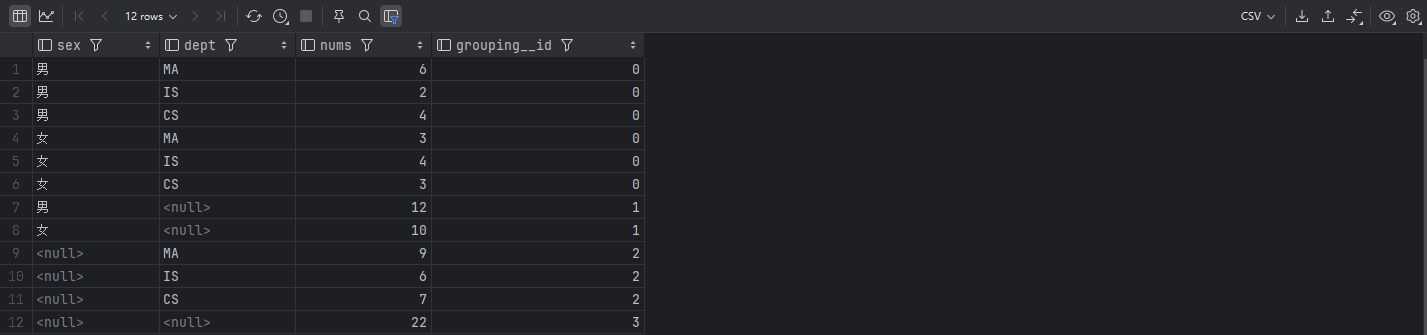 12 rows CSV
sex dept nums grouping__id
1 男 MA 6 0
2 男 IS 2 0
3 男 CS 4 0
4 女 MA 3 0
5 女 IS 4 0
6 女 CS 3 0
7 男 <null> 12 1
8 女 <null> 10 1
9 <null> MA 9 2
10 <null> IS 6 2
11 <null> CS 7 2
12 <null> <null> 22 3